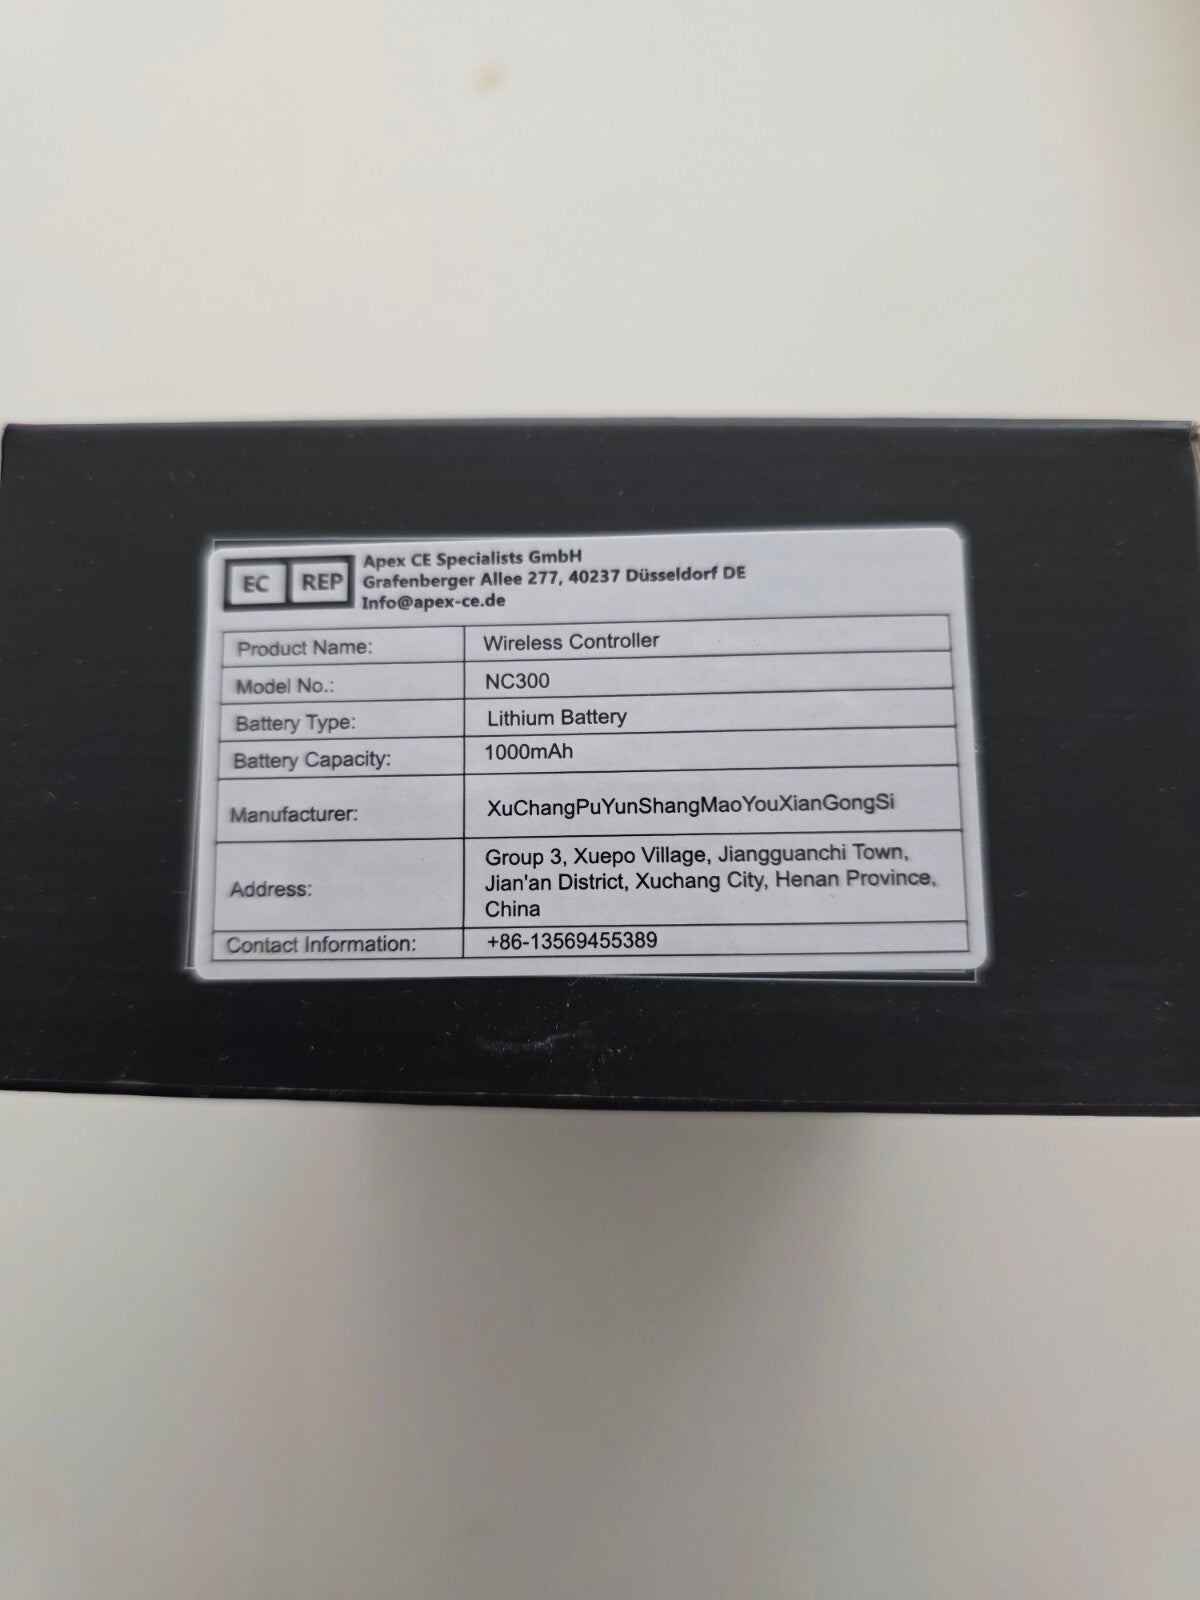 EC REP
Apex CE Specialists GmbH
Grafenberger Allee 277, 40237 Düsseldorf DE
Info@apex-ce.de
Product Name: Wireless Controller
Model No.: NC300
Battery Type: Lithium Battery
Battery Capacity: 1000mAh
Manufacturer: XuChangPuYunShangMaoYouXianGongSi
Address: Group 3, Xuepo Village, Jiangguanchi Town,
Jian'an District, Xuchang City, Henan Province,
China
Contact Information: +86-13569455389